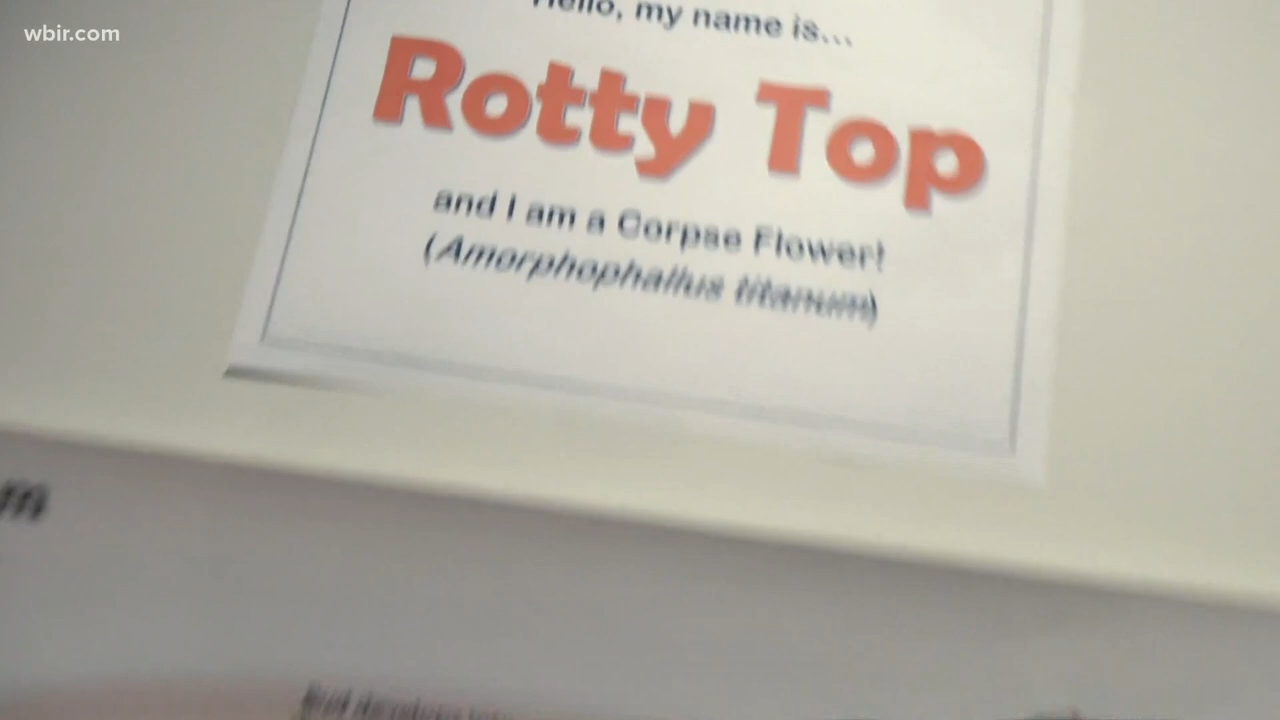 wbir.com
Hello, my name is...
Rotty Top
and I am a Corpse Flower!
(Amorphophallus titanum)